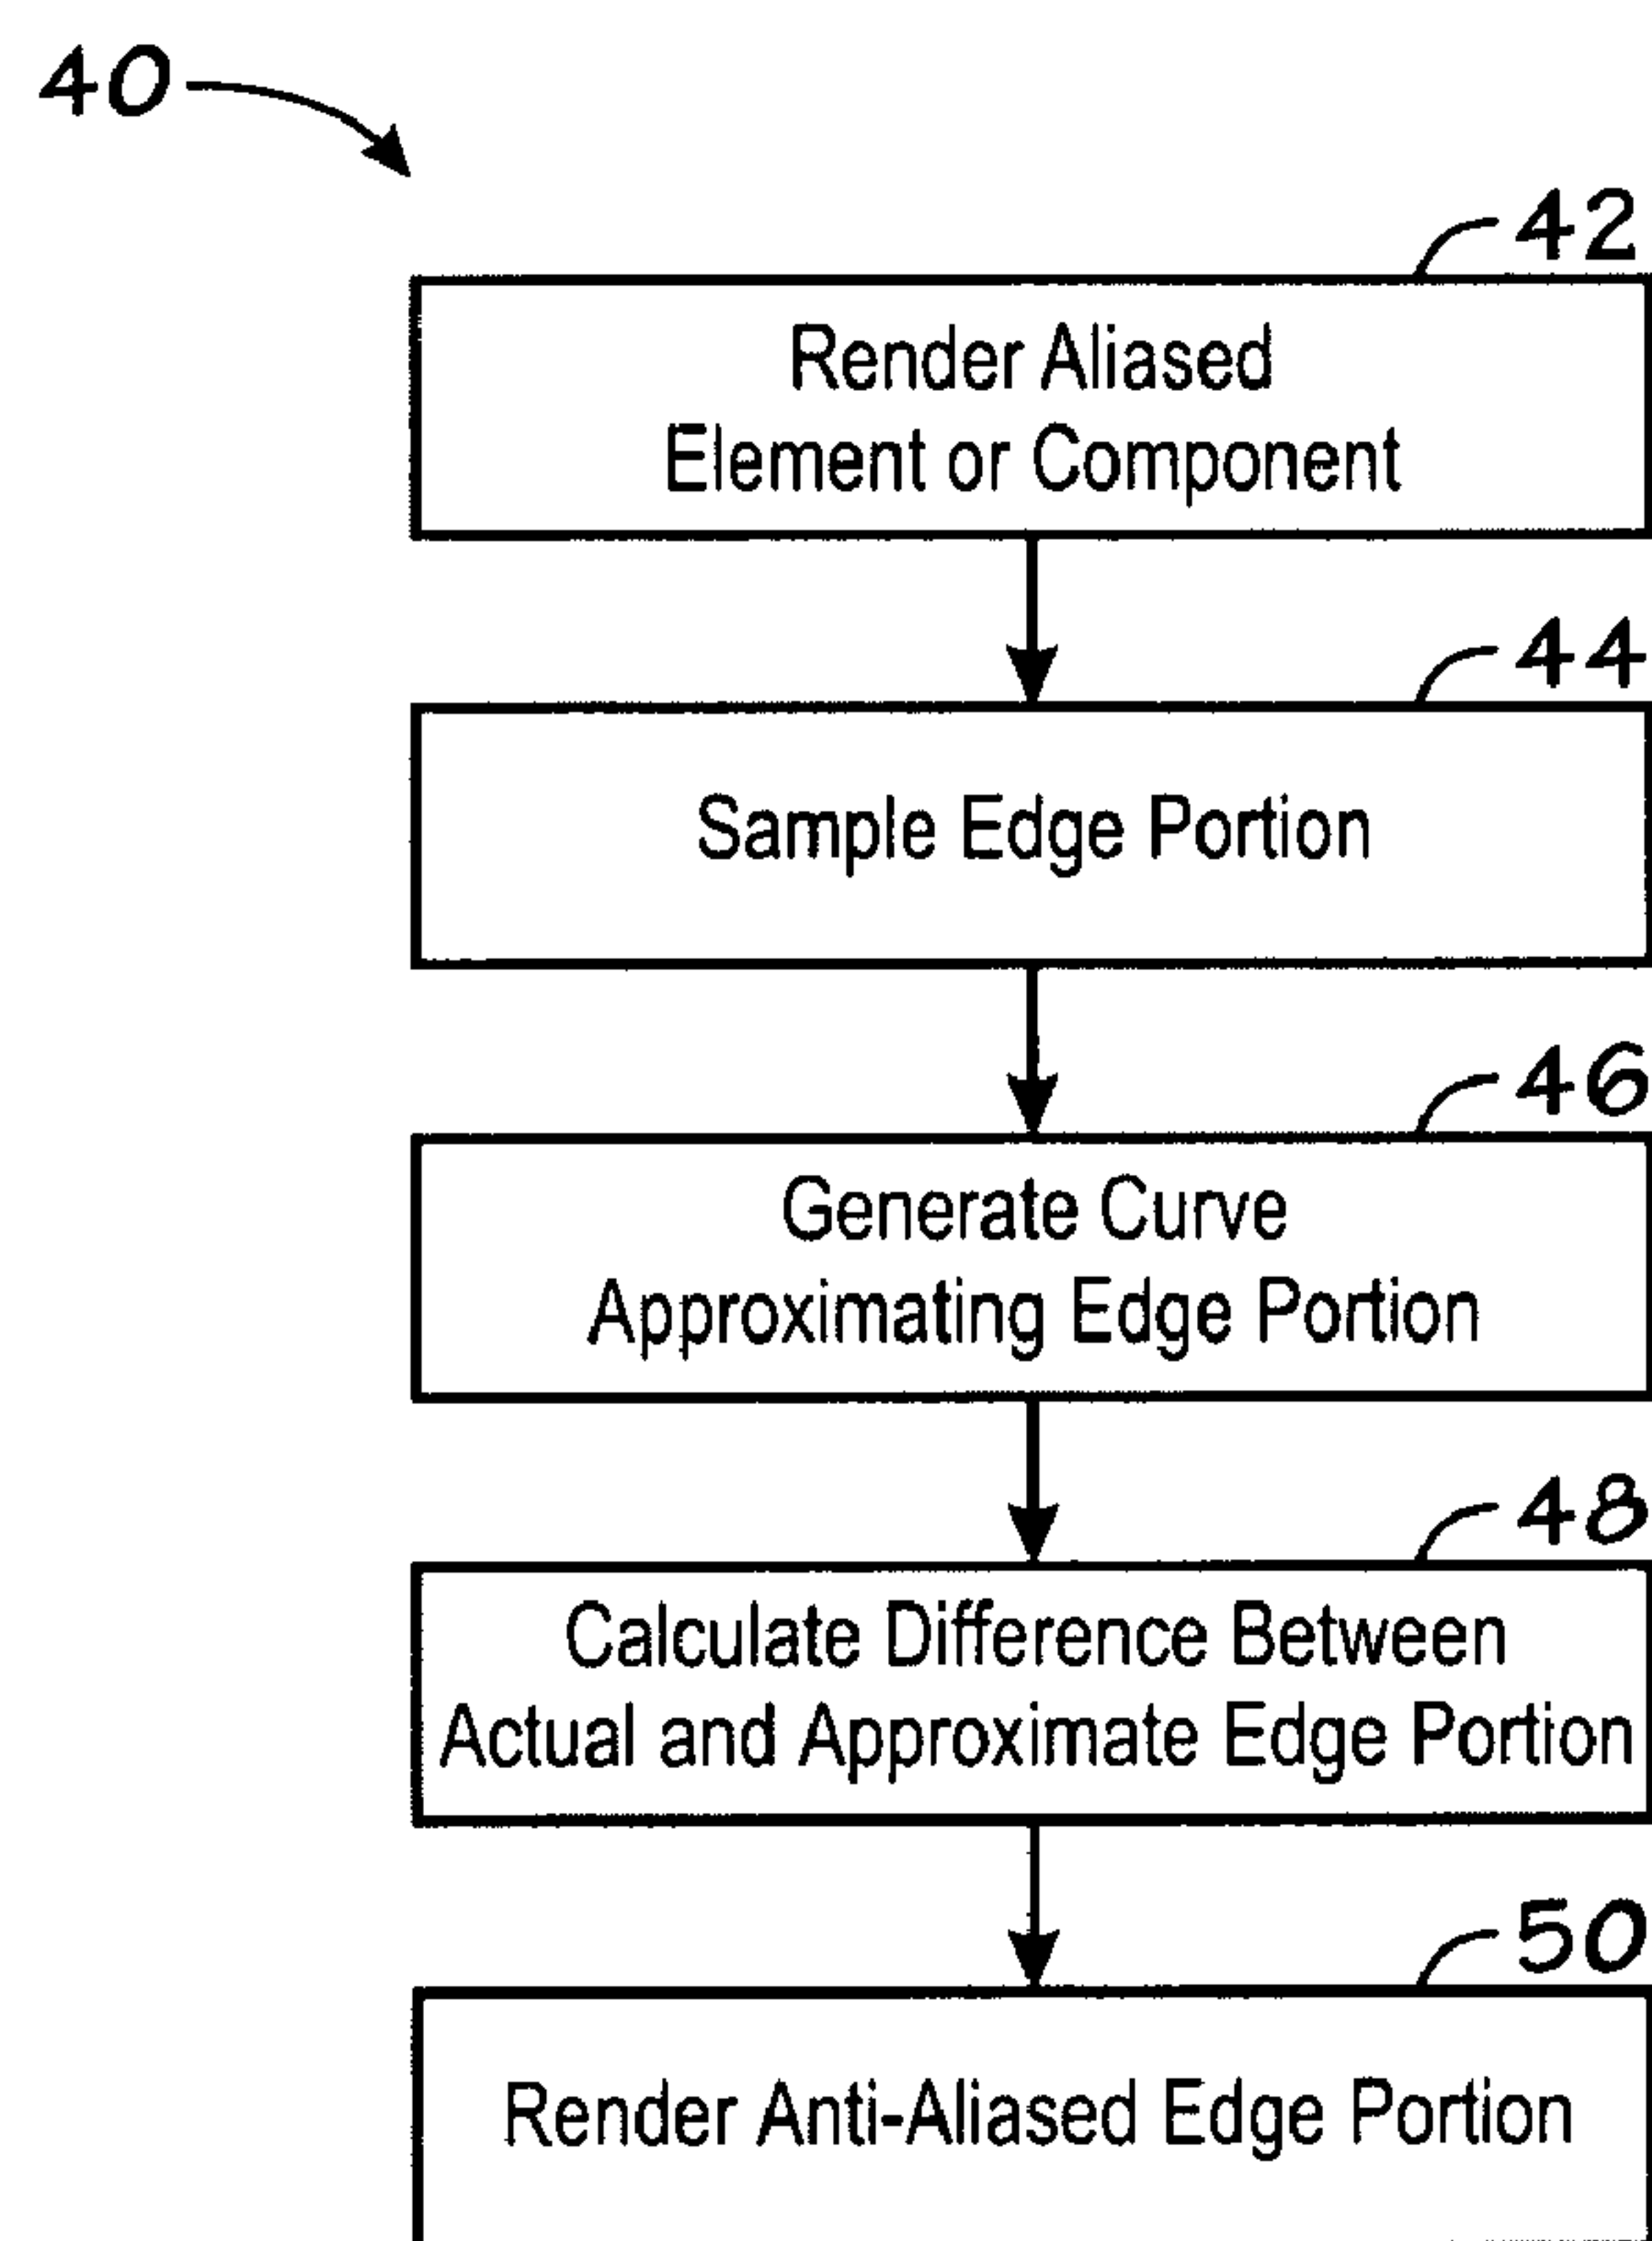 40
42
Render Aliased
Element or Component
44
Sample Edge Portion
46
Generate Curve
Approximating Edge Portion
48
Calculate Difference Between
Actual and Approximate Edge Portion
50
Render Anti-Aliased Edge Portion